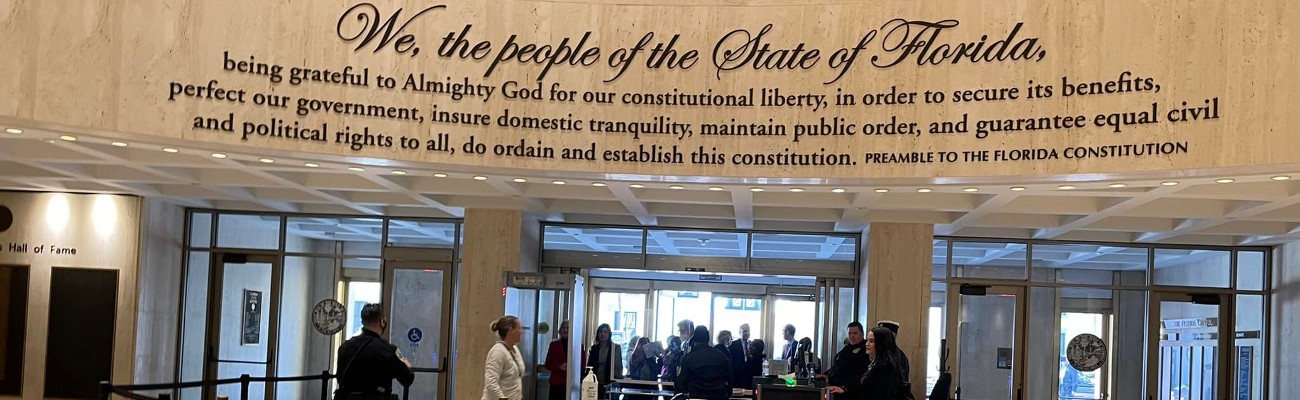 We, the people of the State of Florida,
being grateful to Almighty God for our constitutional liberty, in order to secure its benefits,
perfect our government, insure domestic tranquility, maintain public order, and guarantee equal civil
and political rights to all, do ordain and establish this constitution. PREAMBLE TO THE FLORIDA CONSTITUTION
Hall of Fame